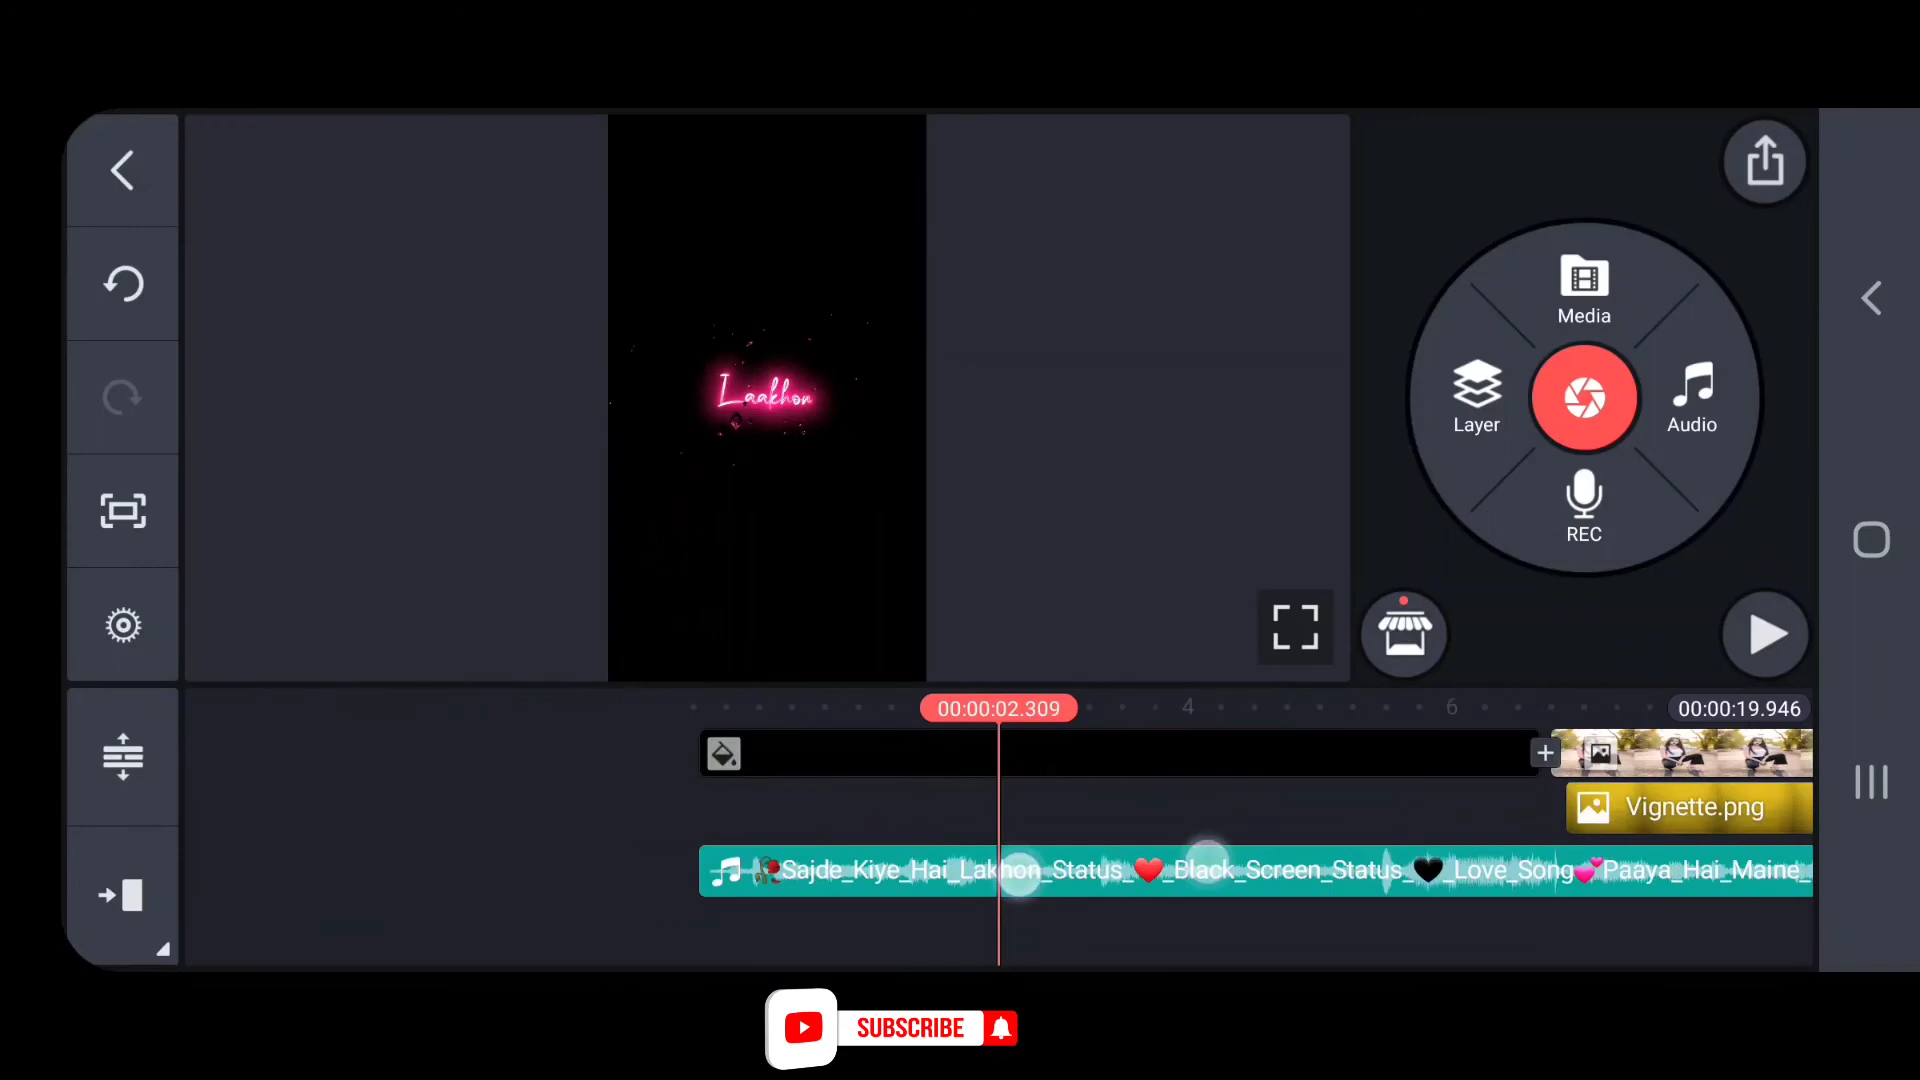 Laakhon
Media
Layer
Audio
REC
00:00:02.309
4
6
00:00:19.946
Vignette.png
🥀Sajde_Kiye_Hai_Lakhon_Status_❤️_Black_Screen_Status_🖤_Love_Song💕Paaya_Hai_Maine_
SUBSCRIBE